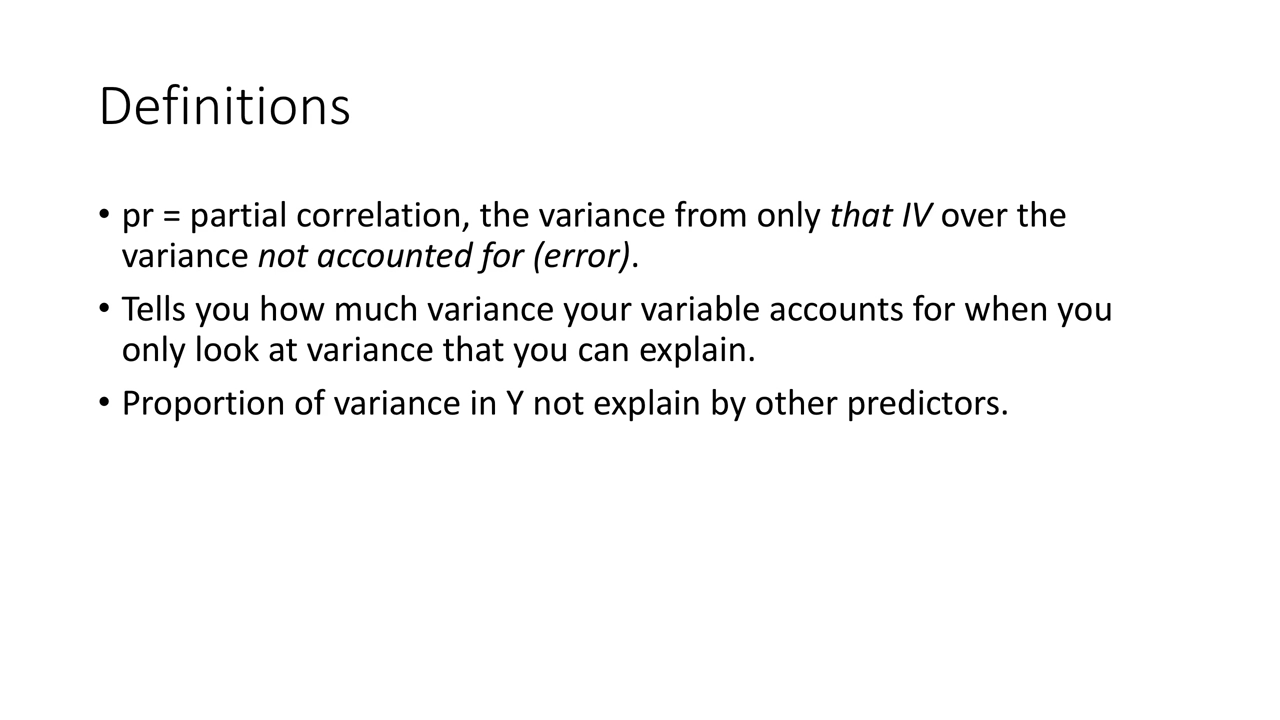 Definitions
• pr = partial correlation, the variance from only that IV over the
variance not accounted for (error).
• Tells you how much variance your variable accounts for when you
only look at variance that you can explain.
• Proportion of variance in Y not explain by other predictors.